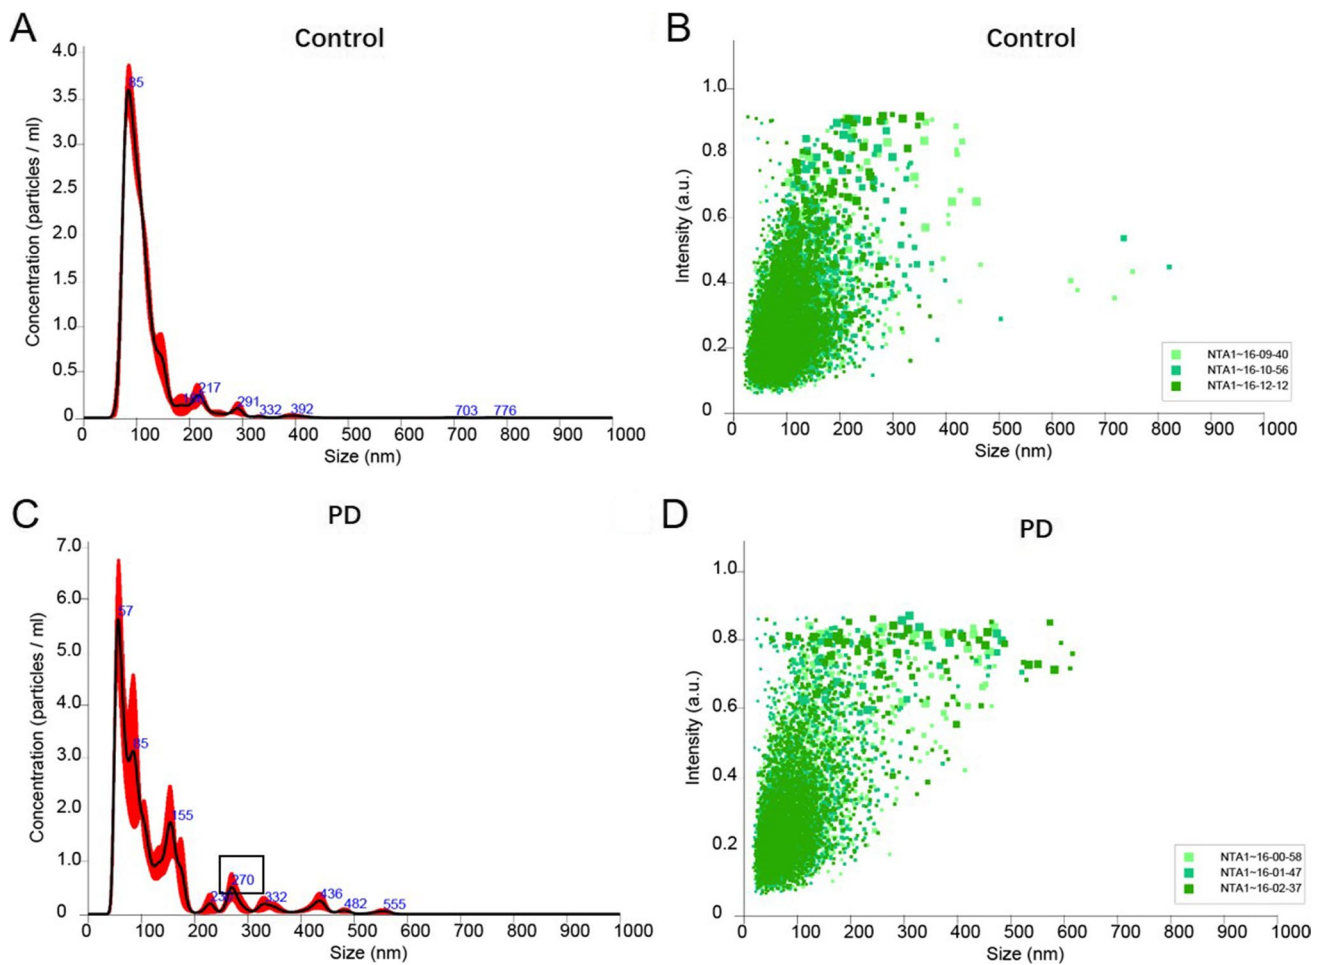 A
Control
Concentration (particles / ml)
4.0
3.5
3.0
2.5
2.0
1.5
1.0
0.5
0
85
217
291
332
392
703
776
0 100 200 300 400 500 600 700 800 900 1000
Size (nm)
B
Control
Intensity (a.u.)
1.0
0.8
0.6
0.4
0.2
0
NTA1~16-09-40
NTA1~16-10-56
NTA1~16-12-12
0 100 200 300 400 500 600 700 800 900 1000
Size (nm)
C
PD
Concentration (particles / ml)
7.0
6.0
5.0
4.0
3.0
2.0
1.0
0
57
85
155
270
332
436
482
555
0 100 200 300 400 500 600 700 800 900 1000
Size (nm)
D
PD
Intensity (a.u.)
1.0
0.8
0.6
0.4
0.2
0
NTA1~16-00-58
NTA1~16-01-47
NTA1~16-02-37
0 100 200 300 400 500 600 700 800 900 1000
Size (nm)